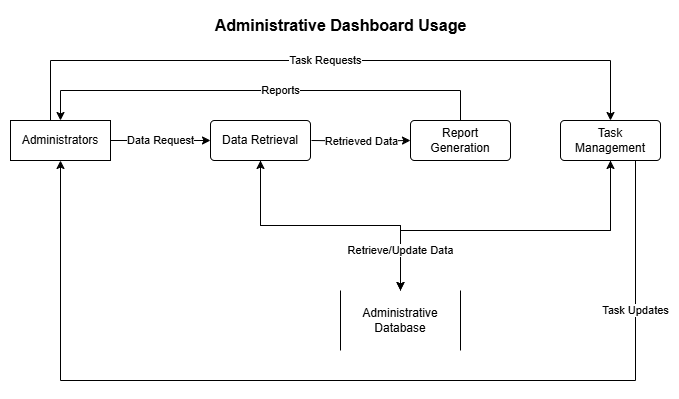 Administrative Dashboard Usage
Task Requests
Reports
Administrators
Data Request
Data Retrieval
Retrieved Data
Report
Generation
Task
Management
Retrieve/Update Data
Administrative
Database
Task Updates